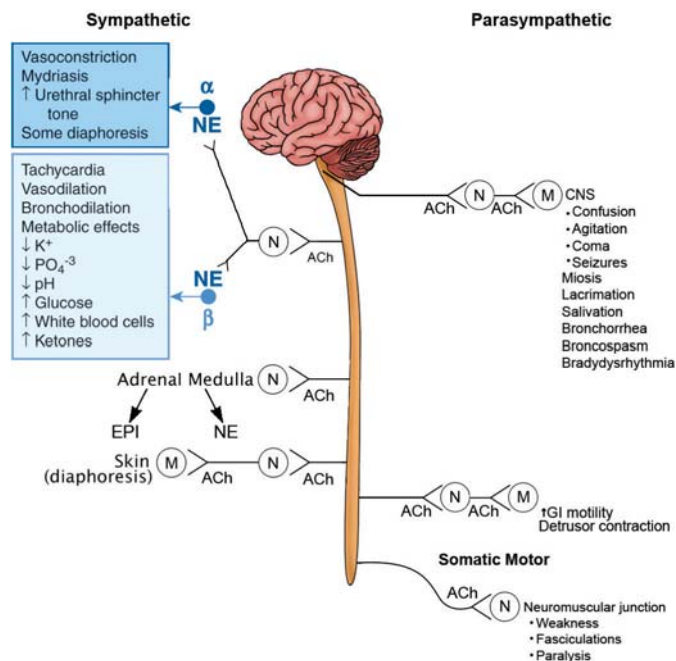 Sympathetic
Parasympathetic
Vasoconstriction
Mydriasis
↑ Urethral sphincter
tone
Some diaphoresis
α
NE
Tachycardia
Vasodilation
Bronchodilation
Metabolic effects
↓ K⁺
↓ PO₄⁻³
↓ pH
↑ Glucose
↑ White blood cells
↑ Ketones
NE
β
N
ACh
ACh
N
ACh
M
CNS
• Confusion
• Agitation
• Coma
• Seizures
Miosis
Lacrimation
Salivation
Bronchorrhea
Broncospasm
Bradydysrhythmia
Adrenal Medulla
N
ACh
EPI
NE
Skin
(diaphoresis)
M
ACh
N
ACh
ACh
N
ACh
M
↑GI motility
Detrusor contraction
Somatic Motor
ACh
N
Neuromuscular junction
• Weakness
• Fasciculations
• Paralysis